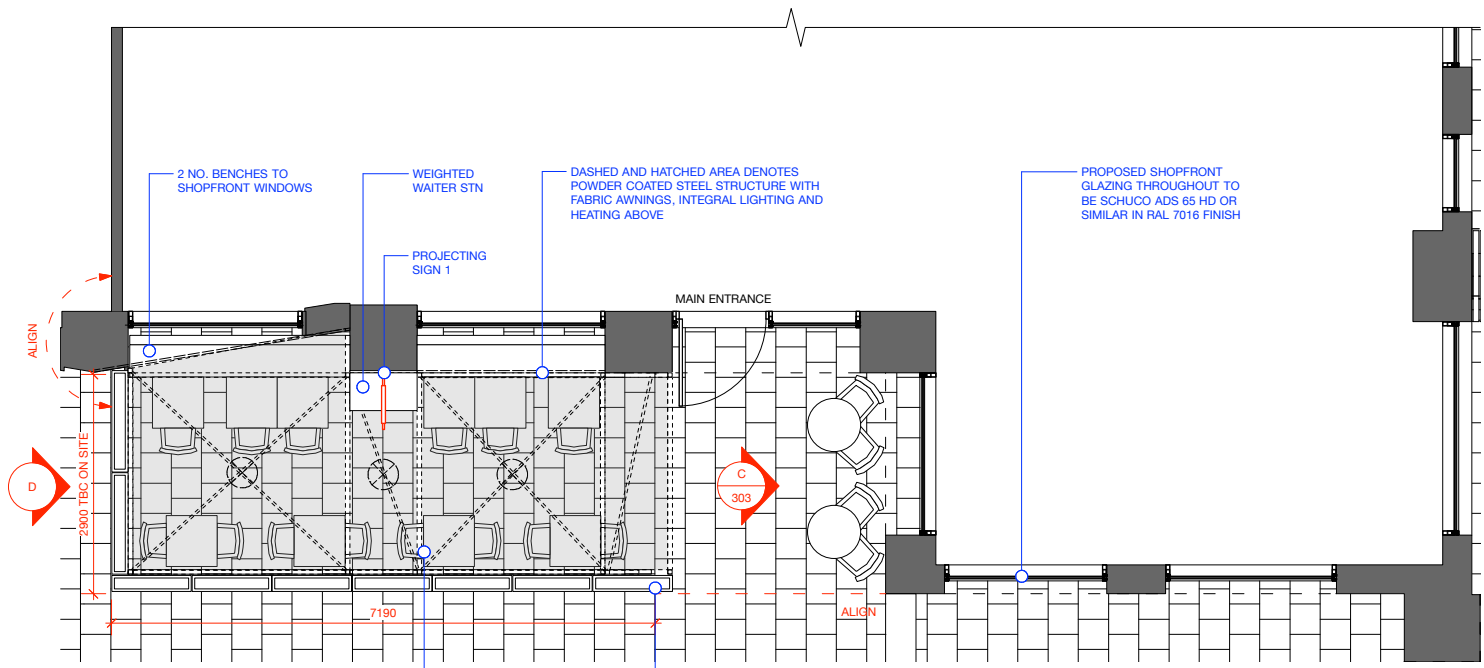 2 NO. BENCHES TO
SHOPFRONT WINDOWS
WEIGHTED
WAITER STN
DASHED AND HATCHED AREA DENOTES
POWDER COATED STEEL STRUCTURE WITH
FABRIC AWNINGS, INTEGRAL LIGHTING AND
HEATING ABOVE
PROPOSED SHOPFRONT
GLAZING THROUGHOUT TO
BE SCHUCO ADS 65 HD OR
SIMILAR IN RAL 7016 FINISH
PROJECTING
SIGN 1
MAIN ENTRANCE
ALIGN
D
2900 TBC ON SITE
C
303
7190
ALIGN